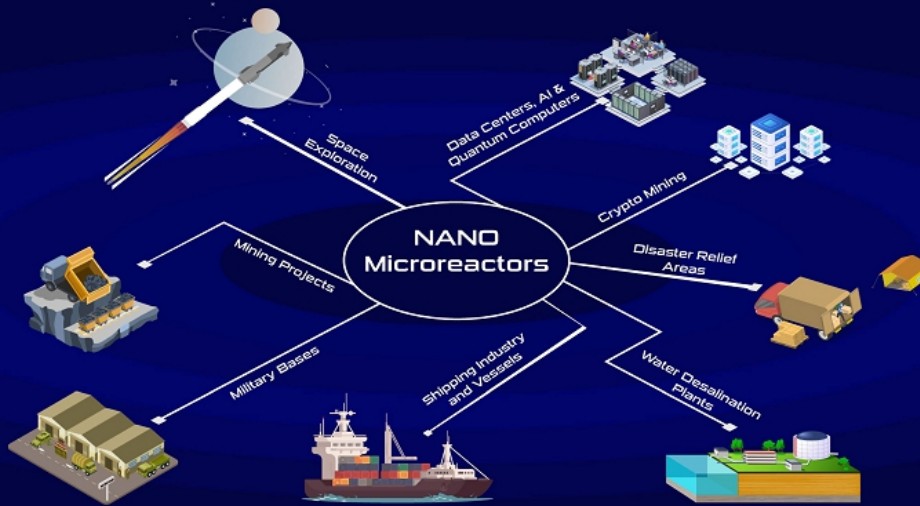 Space
Exploration
Data Centers, AI &
Quantum Computers
Crypto Mining
NANO
Microreactors
Disaster Relief
Areas
Mining Projects
Military Bases
Shipping Industry
and Vessels
Water Desalination
Plants